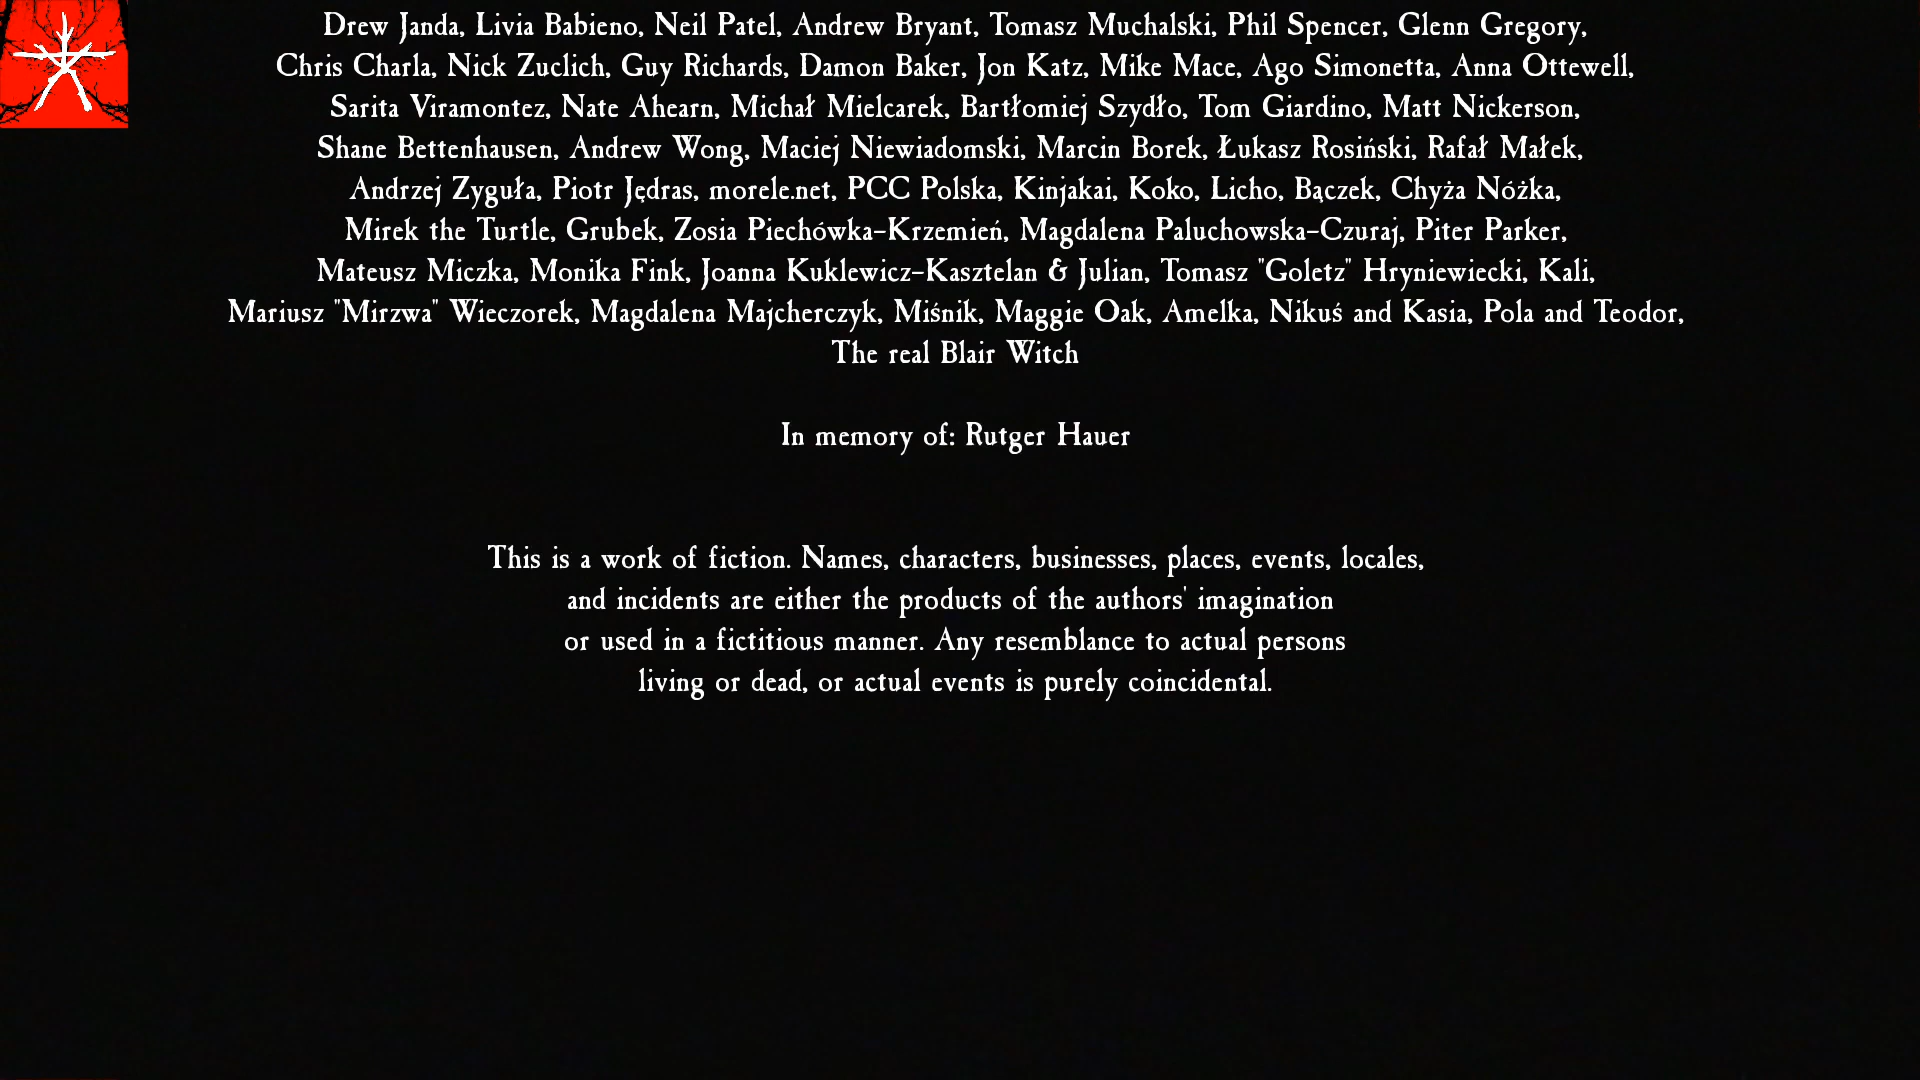 Drew Janda, Livia Babieno, Neil Patel, Andrew Bryant, Tomasz Muchalski, Phil Spencer, Glenn Gregory,
Chris Charla, Nick Zuclich, Guy Richards, Damon Baker, Jon Katz, Mike Mace, Ago Simonetta, Anna Ottewell,
Sarita Viramontez, Nate Ahearn, Michał Mielcarek, Bartłomiej Szydło, Tom Giardino, Matt Nickerson,
Shane Bettenhausen, Andrew Wong, Maciej Niewiadomski, Marcin Borek, Łukasz Rosiński, Rafał Małek,
Andrzej Zyguła, Piotr Jędras, morele.net, PCC Polska, Kinjakai, Koko, Licho, Bączek, Chyża Nóżka,
Mirek the Turtle, Grubek, Zosia Piechówka-Krzemień, Magdalena Paluchowska-Czuraj, Piter Parker,
Mateusz Miczka, Monika Fink, Joanna Kuklewicz-Kasztelan & Julian, Tomasz "Goletz" Hryniewiecki, Kali,
Mariusz "Mirzwa" Wieczorek, Magdalena Majcherczyk, Miśnik, Maggie Oak, Amelka, Nikuś and Kasia, Pola and Teodor,
The real Blair Witch
In memory of: Rutger Hauer
This is a work of fiction. Names, characters, businesses, places, events, locales,
and incidents are either the products of the authors' imagination
or used in a fictitious manner. Any resemblance to actual persons
living or dead, or actual events is purely coincidental.